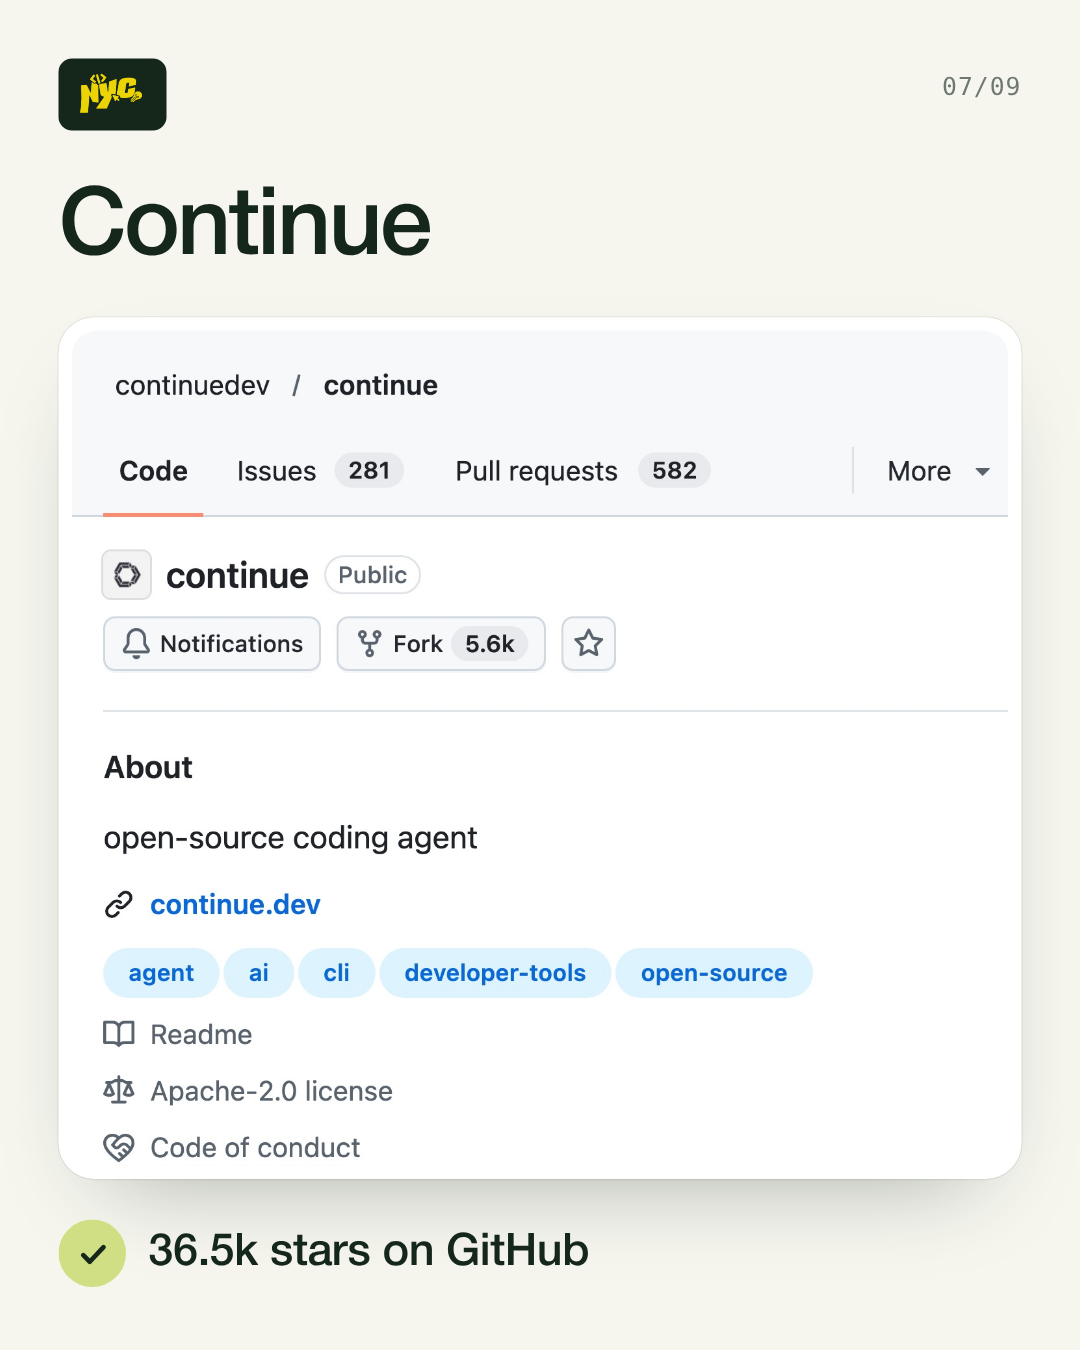 NYC
07/09
Continue
continuedev / continue
Code Issues 281 Pull requests 582 More
continue Public
Notifications Fork 5.6k
About
open-source coding agent
continue.dev
agent ai cli developer-tools open-source
Readme
Apache-2.0 license
Code of conduct
36.5k stars on GitHub